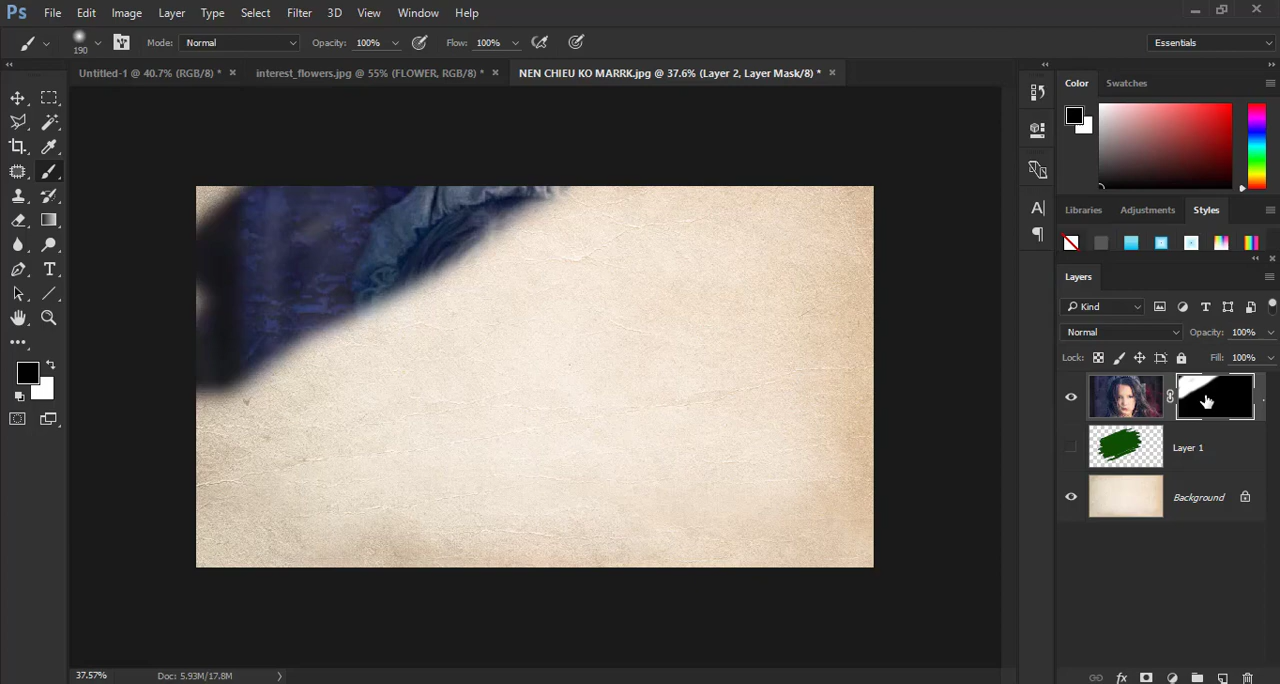 Ps File Edit Image Layer Type Select Filter 3D View Window Help
190 Mode: Normal Opacity: 100% Flow: 100% Essentials
Untitled-1 @ 40.7% (RGB/8) * interest_flowers.jpg @ 55% (FLOWER, RGB/8) * NEN CHIEU KO MARRK.jpg @ 37.6% (Layer 2, Layer Mask/8) *
Color Swatches
Libraries Adjustments Styles
Layers
Kind
Normal Opacity: 100%
Lock: Fill: 100%
Layer 1
Background
37.57% Doc: 5.93M/17.8M